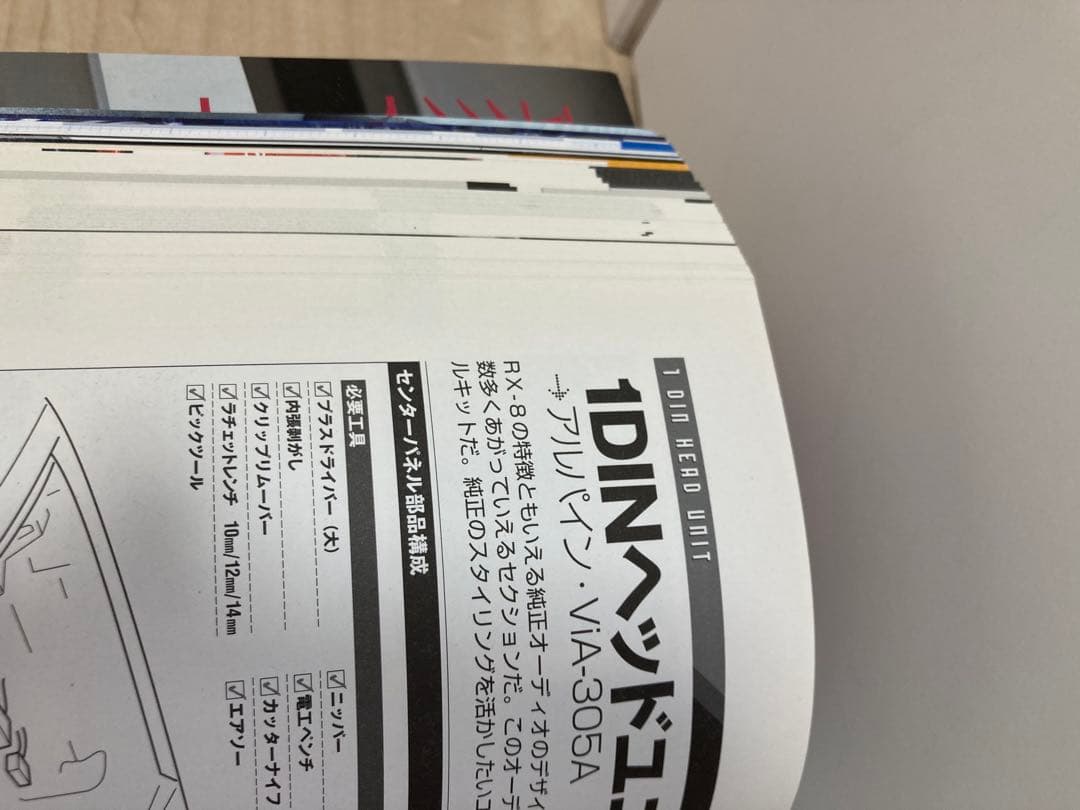 1 DIN HEAD UNIT
1DINヘッドユ
アルパイン・ViA-305A
RX-8の特徴ともいえる純正オーディオのデザイ
数多くあがっていえるセクションだ。このオーデ
ルキットだ。純正のスタイリングを活かしたいユ
センターパネル部品構成
必要工具
☑プラスドライバー（大）
☑内張剥がし
☑クリップリムーバー
☑ラチェットレンチ 10mm/12mm/14mm
☑ピックツール
☑ニッパー
☑電工ペンチ
☑カッターナイフ
☑エアソー